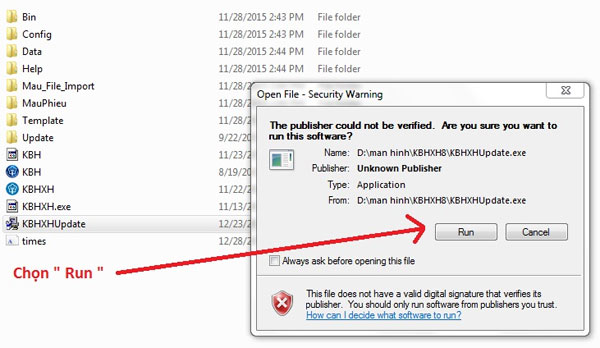 Bin 11/28/2015 2:43 PM File folder
Config 11/28/2015 2:43 PM File folder
Data 11/28/2015 2:44 PM File folder
Help 11/28/2015 2:44 PM File folder
Mau_File_Import 11/28/2015 2:43 PM File folder
MauPhieu 11/28/2015
Template 11/28/2015
Update 9/22/20
KBH 11/23/2
KBH 8/19/20
KBHXH 11/22/2
KBHXH.exe 11/23/2
KBHXHUpdate 12/23/2
times 12/28/2
Chọn " Run "
Open File - Security Warning
The publisher could not be verified. Are you sure you want to
run this software?
Name: D:\man hinh\KBHXH8\KBHXHUpdate.exe
Publisher: Unknown Publisher
Type: Application
From: D:\man hinh\KBHXH8\KBHXHUpdate.exe
Run Cancel
Always ask before opening this file
This file does not have a valid digital signature that verifies its
publisher. You should only run software from publishers you trust.
How can I decide what software to run?